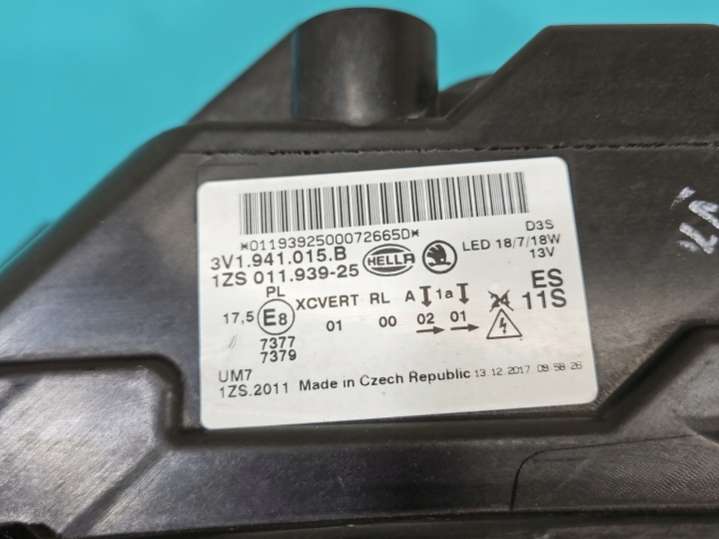 *0119392500072665D*
D3S
3V1.941.015.B HELLA LED 18/7/18W
1ZS 011.939-25 13V
PL ES
17,5 E8 XCVERT RL A 1a 24 11S
01 00 02 01
7377
7379
UM7
1ZS.2011 Made in Czech Republic 13.12.2017 09:58:26